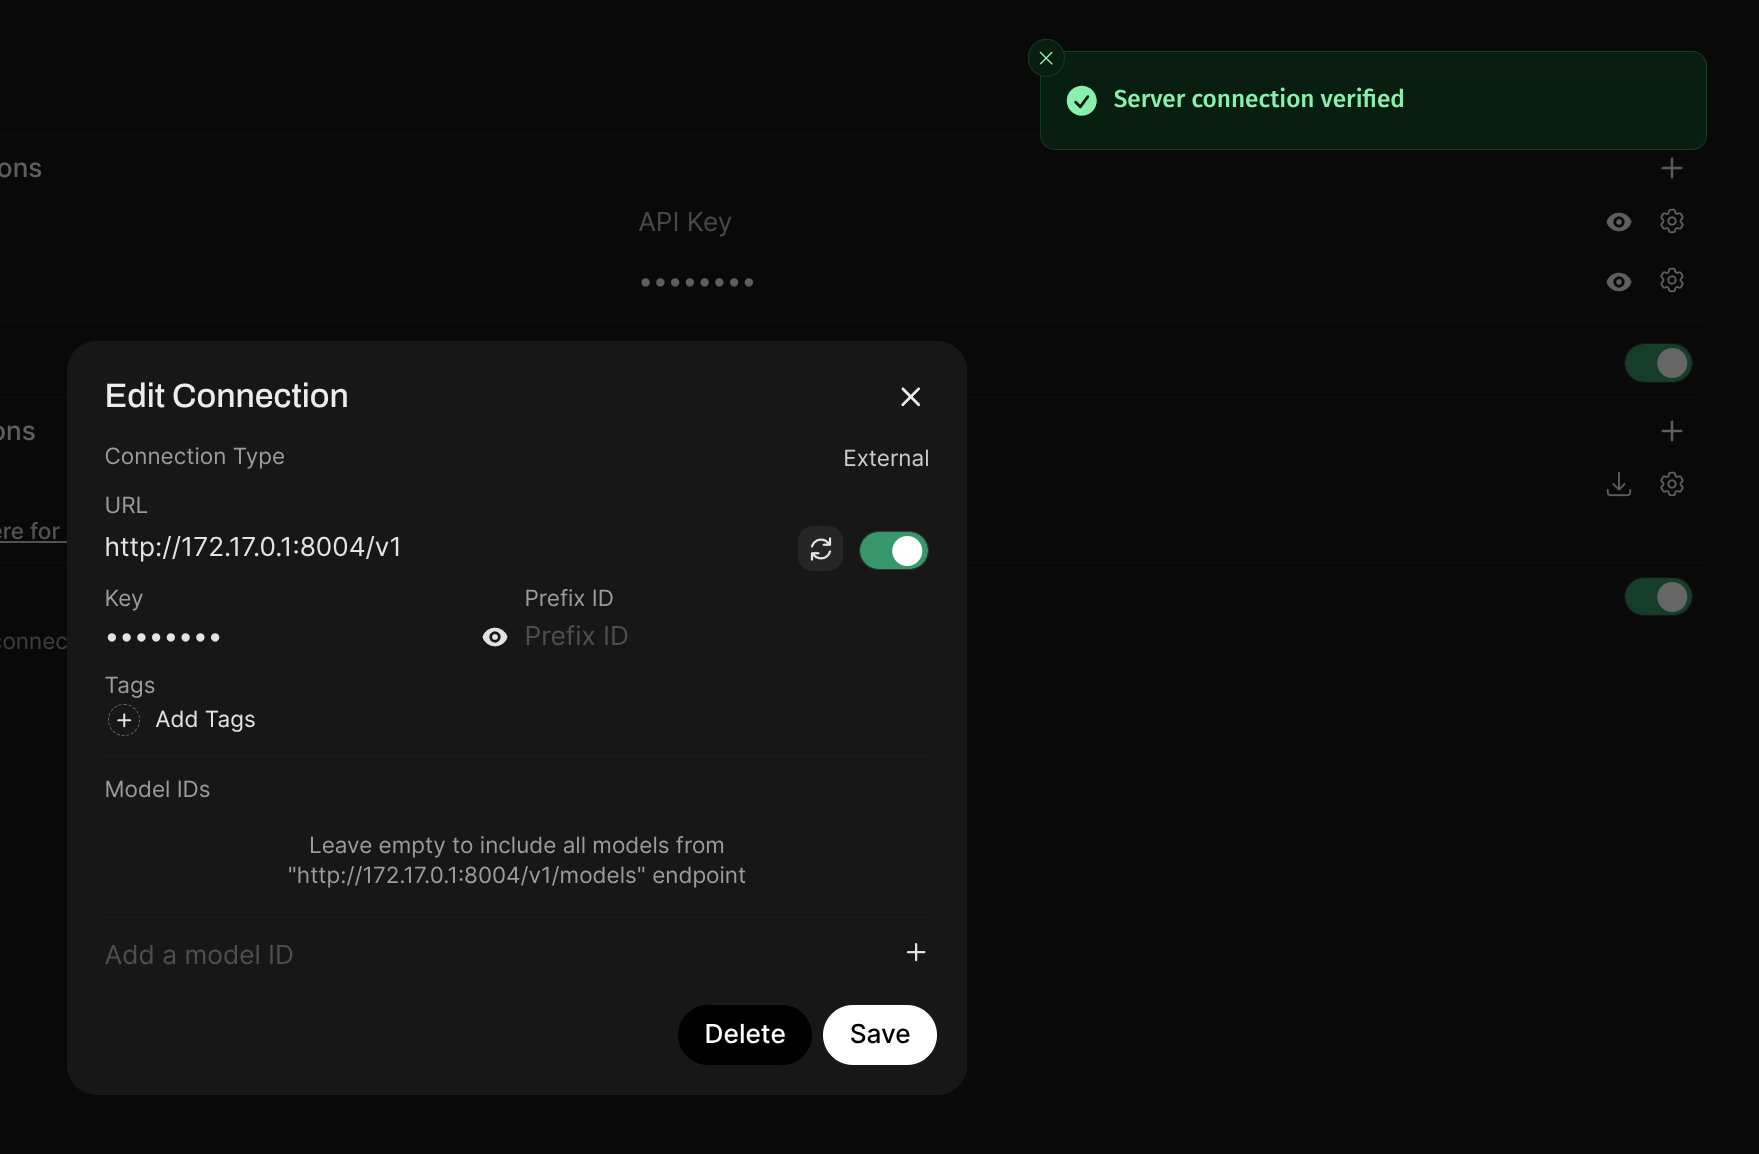 Server connection verified
ons
API Key
••••••••
Edit Connection
Connection Type
External
URL
http://172.17.0.1:8004/v1
Key
Prefix ID
••••••••
Prefix ID
Tags
Add Tags
Model IDs
Leave empty to include all models from
"http://172.17.0.1:8004/v1/models" endpoint
Add a model ID
Delete
Save
ons
ere for
connec